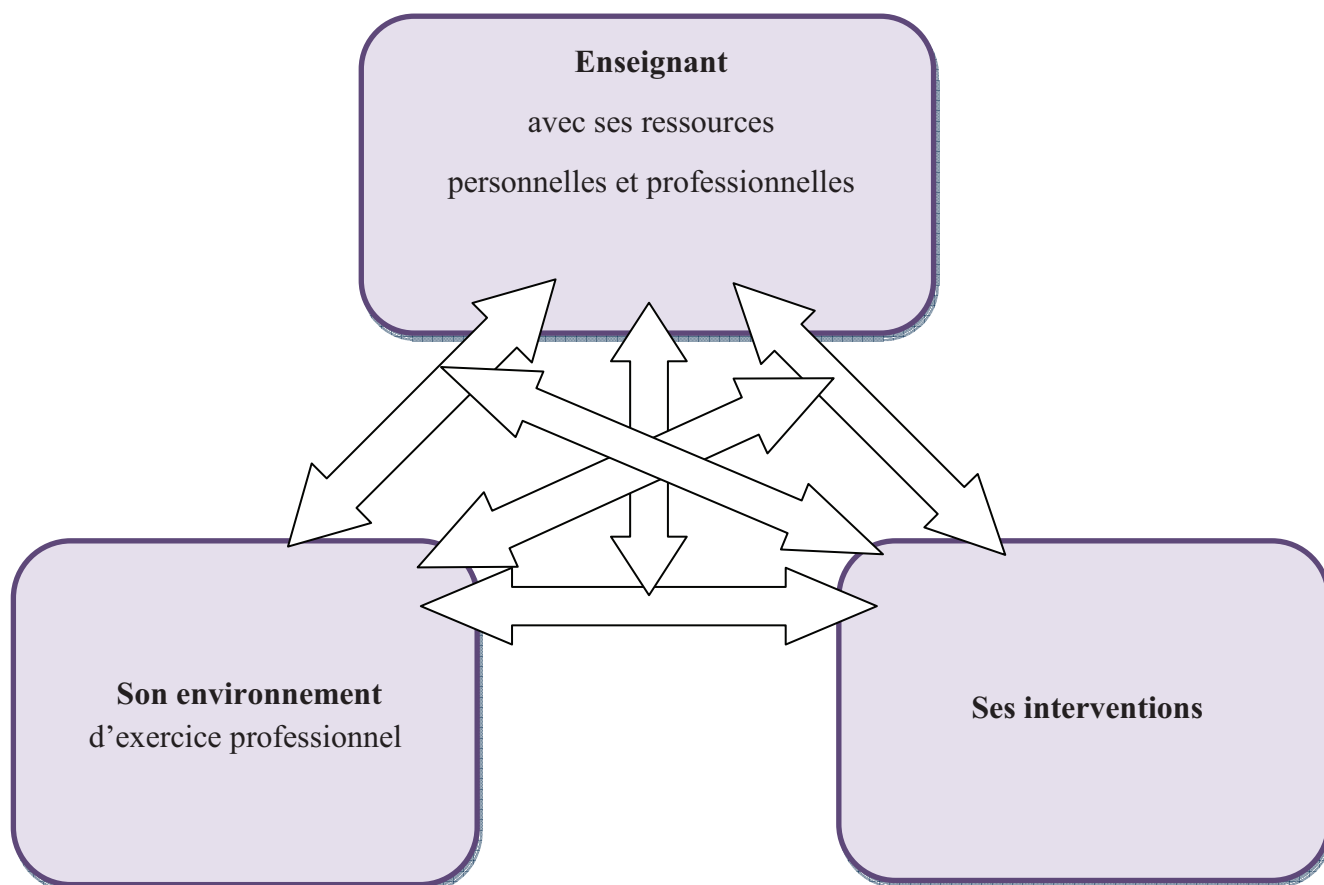 Enseignant
avec ses ressources
personnelles et professionnelles
Son environnement
d’exercice professionnel
Ses interventions